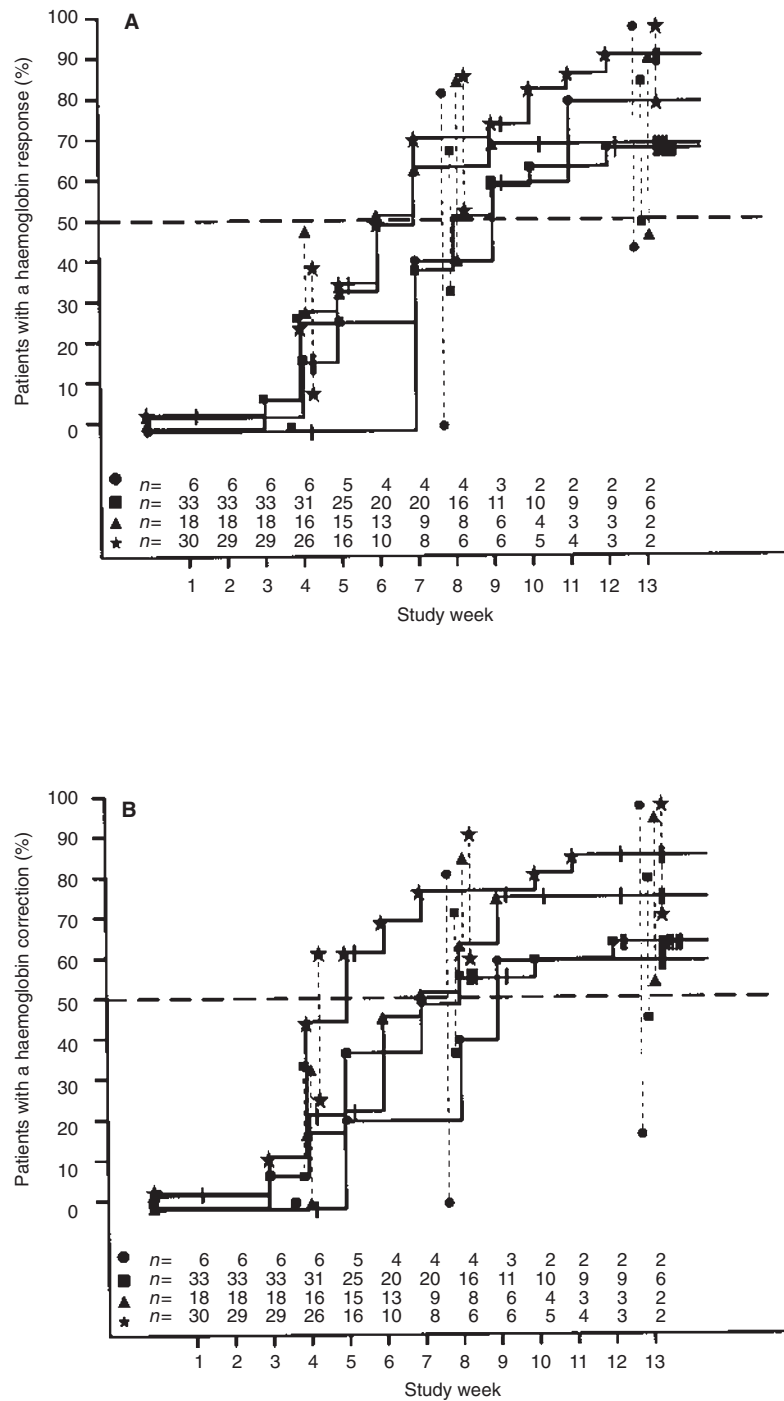 A
Patients with a haemoglobin response (%)
100
90
80
70
60
50
40
30
20
10
0
n= 6 6 6 6 5 4 4 4 3 2 2 2 2
n= 33 33 33 31 25 20 20 16 11 10 9 9 6
n= 18 18 18 16 15 13 9 8 6 4 3 3 2
n= 30 29 29 26 16 10 8 6 6 5 4 3 2
1 2 3 4 5 6 7 8 9 10 11 12 13
Study week
B
Patients with a haemoglobin correction (%)
100
90
80
70
60
50
40
30
20
10
0
n= 6 6 6 6 5 4 4 4 3 2 2 2 2
n= 33 33 33 31 25 20 20 16 11 10 9 9 6
n= 18 18 18 16 15 13 9 8 6 4 3 3 2
n= 30 29 29 26 16 10 8 6 6 5 4 3 2
1 2 3 4 5 6 7 8 9 10 11 12 13
Study week